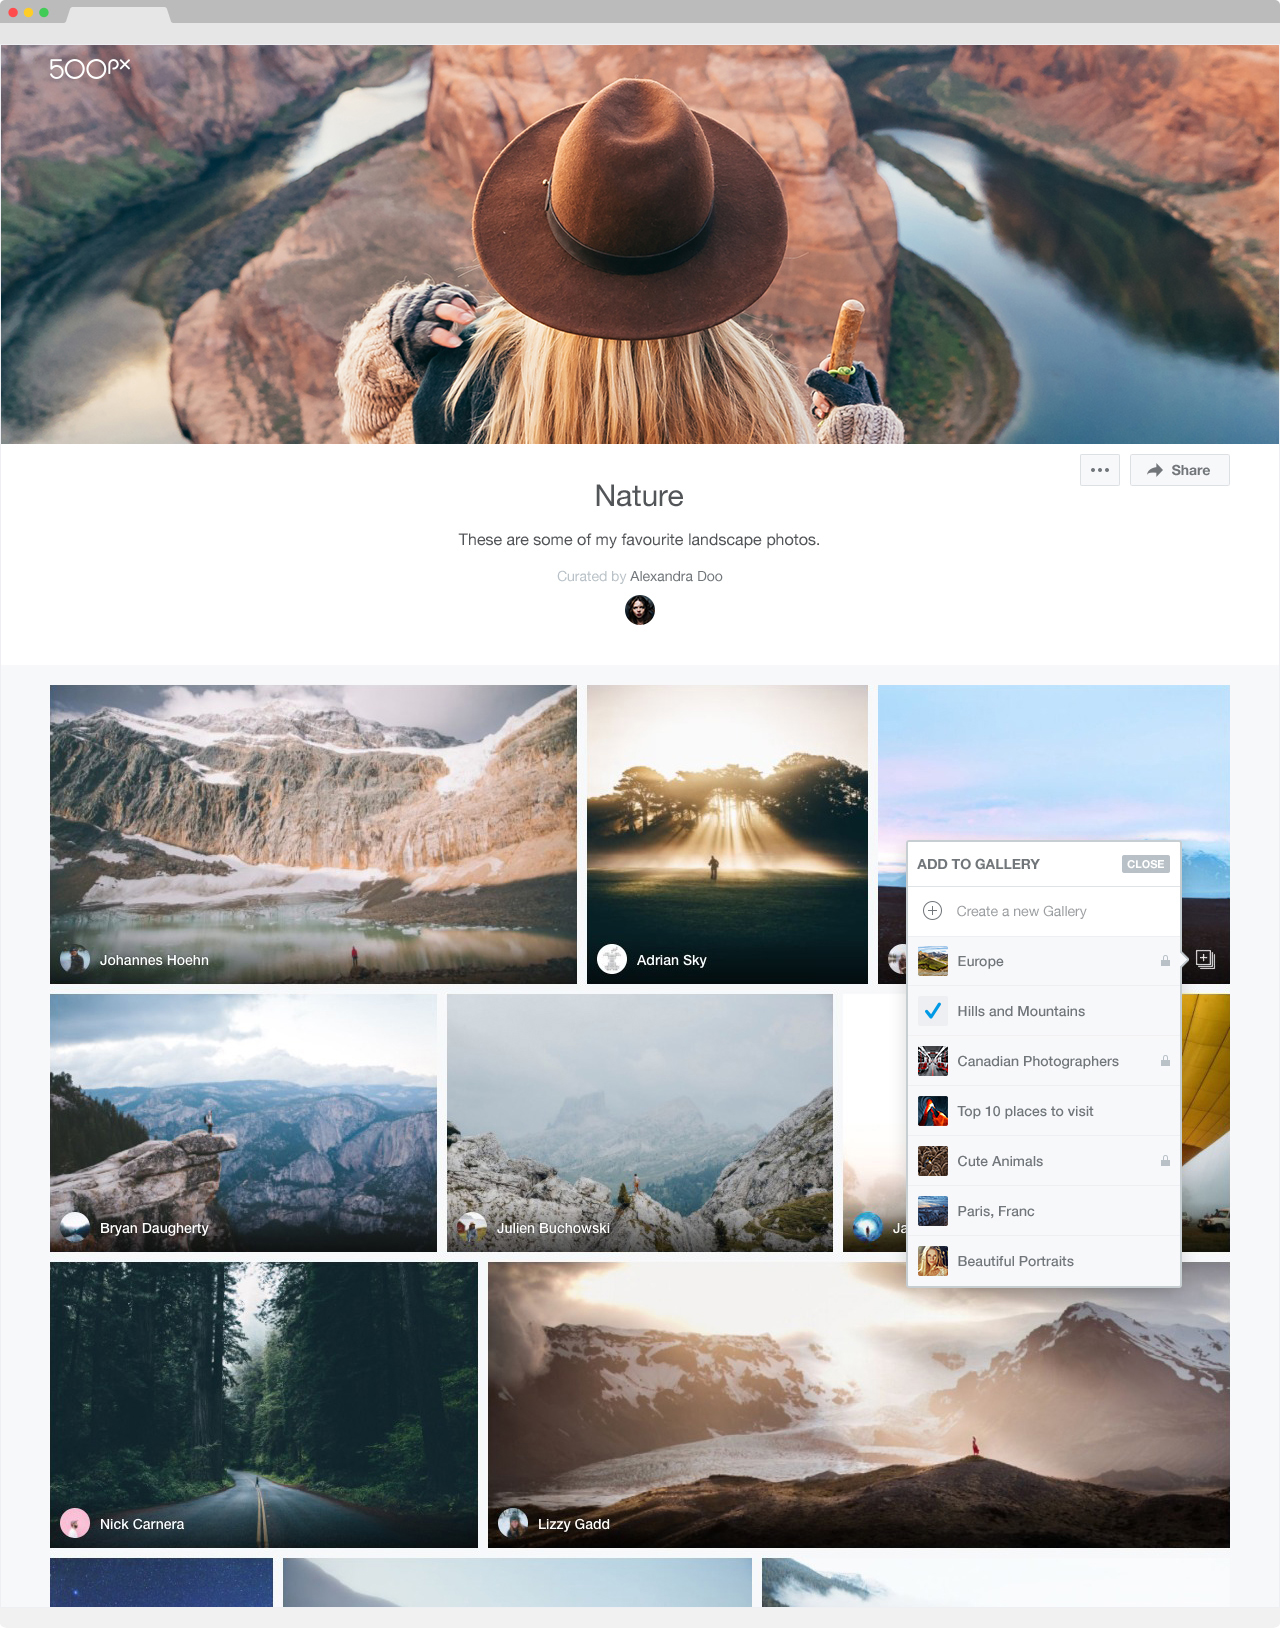 500px
Share
Nature
These are some of my favourite landscape photos.
Curated by Alexandra Doo
ADD TO GALLERY
CLOSE
Create a new Gallery
Europe
Hills and Mountains
Canadian Photographers
Top 10 places to visit
Cute Animals
Paris, Franc
Beautiful Portraits
Johannes Hoehn
Adrian Sky
Bryan Daugherty
Julien Buchowski
Ja
Nick Carnera
Lizzy Gadd